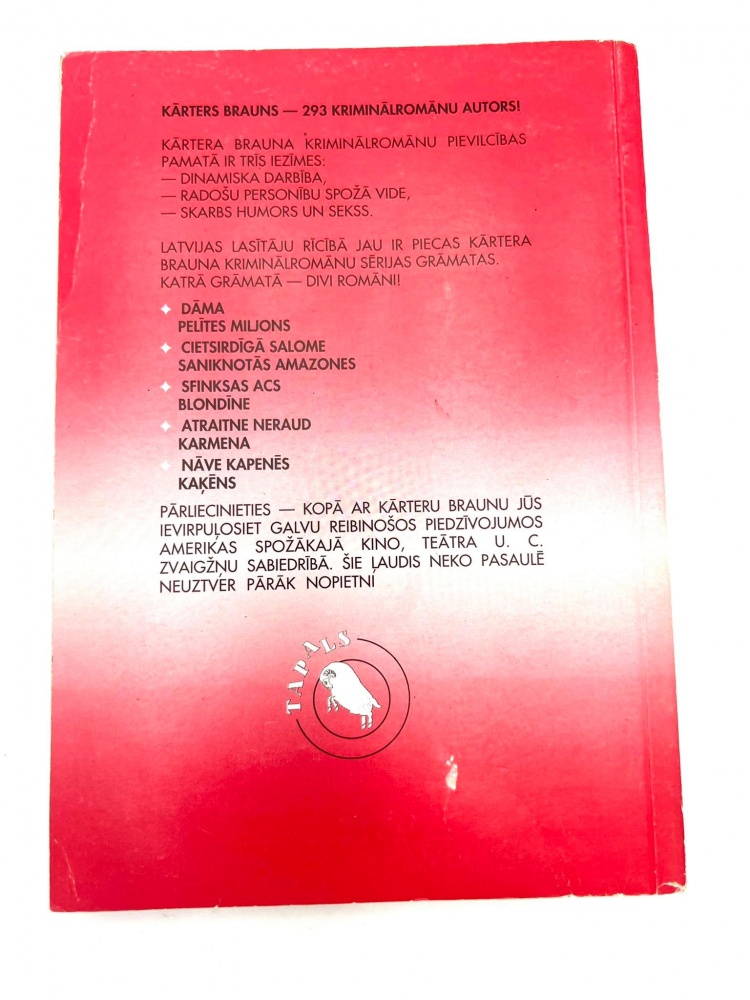 KĀRTERS BRAUNS — 293 KRIMINĀLROMĀNU AUTORS!
KĀRTERA BRAUNA KRIMINĀLROMĀNU PIEVILCĪBAS
PAMATĀ IR TRĪS IEZĪMES:
— DINAMISKA DARBĪBA,
— RADOŠU PERSONĪBU SPOŽĀ VIDE,
— SKARBS HUMORS UN SEKSS.
LATVIJAS LASĪTĀJU RĪCĪBĀ JAU IR PIECAS KĀRTERA
BRAUNA KRIMINĀLROMĀNU SĒRIJAS GRĀMATAS.
KATRĀ GRĀMATĀ — DIVI ROMĀNI!
✦ DĀMA
PELĪTES MILJONS
✦ CIETSIRDĪGĀ SALOME
SANIKNOTĀS AMAZONES
✦ SFINKSAS ACS
BLONDĪNE
✦ ATRAITNE NERAUD
KARMENA
✦ NĀVE KAPENĒS
KAĶĒNS
PĀRLIECINIETIES — KOPĀ AR KĀRTERU BRAUNU JŪS
IEVIRPUĻOSIET GALVU REIBINOŠOS PIEDZĪVOJUMOS
AMERIKAS SPOŽĀKAJĀ KINO, TEĀTRA U. C.
ZVAIGŽŅU SABIEDRĪBĀ. ŠIE ĻAUDIS NEKO PASAULĒ
NEUZTVER PĀRĀK NOPIETNI
TAPALS